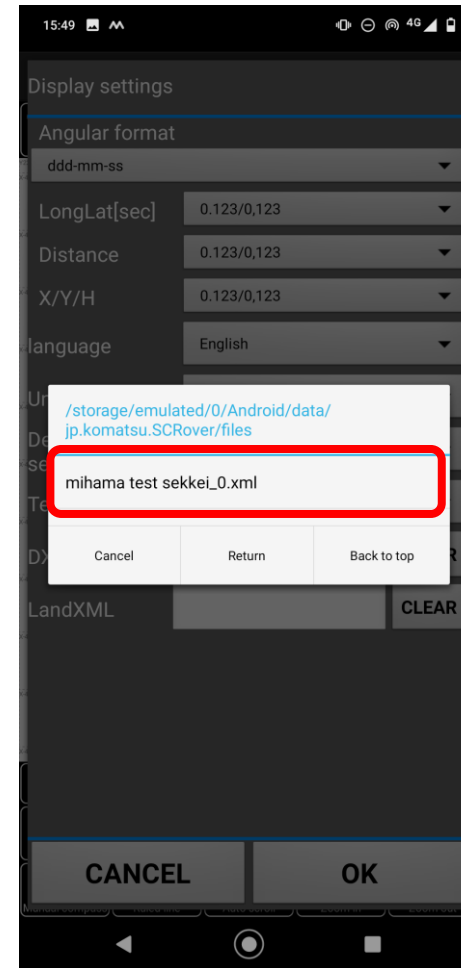 15:49
4G
Display settings
Angular format
ddd-mm-ss
LongLat[sec] 0.123/0,123
Distance 0.123/0,123
X/Y/H 0.123/0,123
language English
/storage/emulated/0/Android/data/
jp.komatsu.SCRover/files
mihama test sekkei_0.xml
Cancel Return Back to top
LandXML CLEAR
CANCEL OK